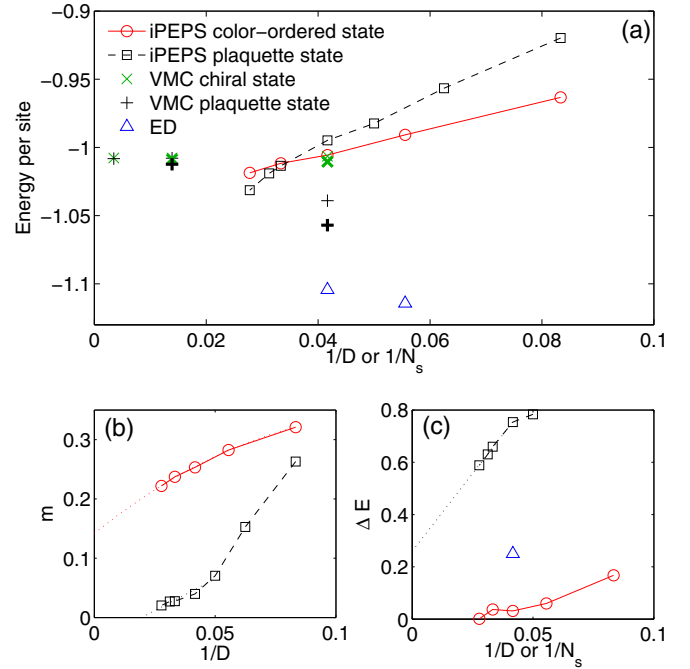 −0.9
−0.95
−1
−1.05
−1.1
Energy per site
(a)
iPEPS color-ordered state
iPEPS plaquette state
VMC chiral state
VMC plaquette state
ED
0 0.02 0.04 0.06 0.08 0.1
1/D or 1/N_s
(b)
0.3
0.2
0.1
0
m
0 0.05 0.1
1/D
(c)
0.8
0.6
0.4
0.2
0
Δ E
0 0.05 0.1
1/D or 1/N_s